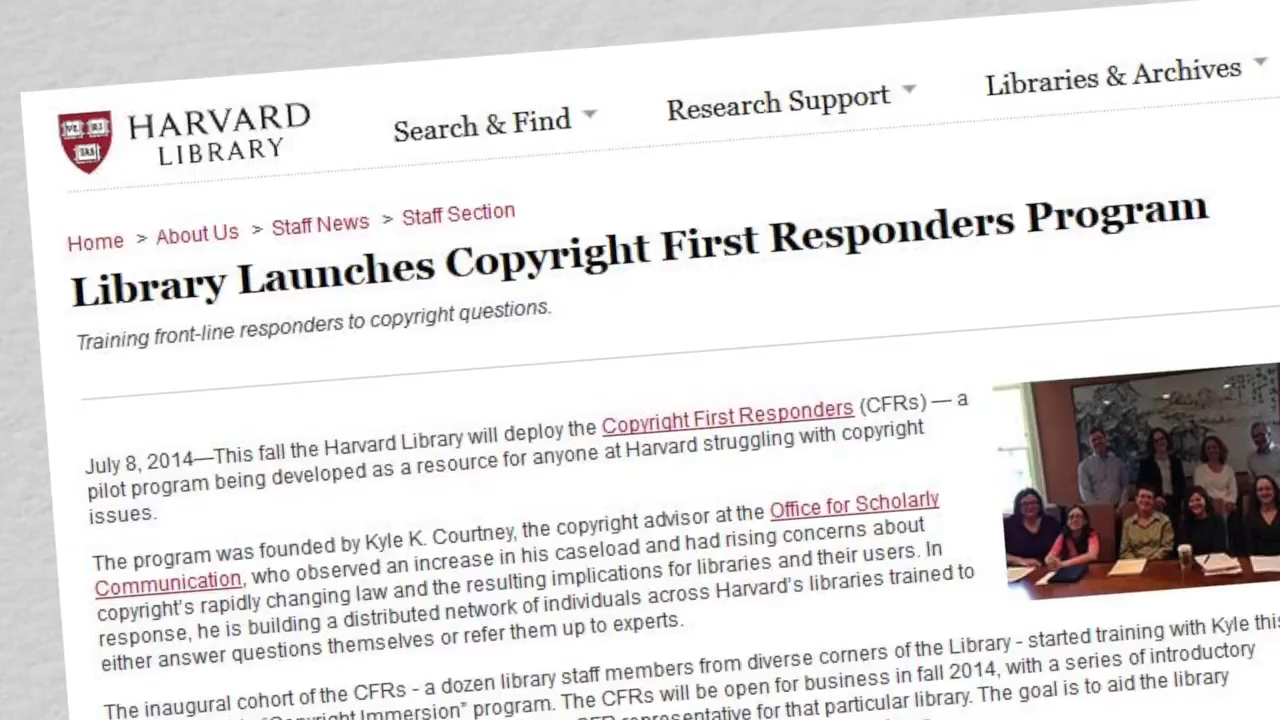 HARVARD
LIBRARY
Search & Find
Research Support
Libraries & Archives
Home > About Us > Staff News > Staff Section
Library Launches Copyright First Responders Program
Training front-line responders to copyright questions.
July 8, 2014—This fall the Harvard Library will deploy the Copyright First Responders (CFRs) — a
pilot program being developed as a resource for anyone at Harvard struggling with copyright
issues.
The program was founded by Kyle K. Courtney, the copyright advisor at the Office for Scholarly
Communication, who observed an increase in his caseload and had rising concerns about
copyright's rapidly changing law and the resulting implications for libraries and their users. In
response, he is building a distributed network of individuals across Harvard's libraries trained to
either answer questions themselves or refer them up to experts.
The inaugural cohort of the CFRs - a dozen library staff members from diverse corners of the Library - started training with Kyle this
"Copyright Immersion" program. The CFRs will be open for business in fall 2014, with a series of introductory
CFR representative for that particular library. The goal is to aid the library